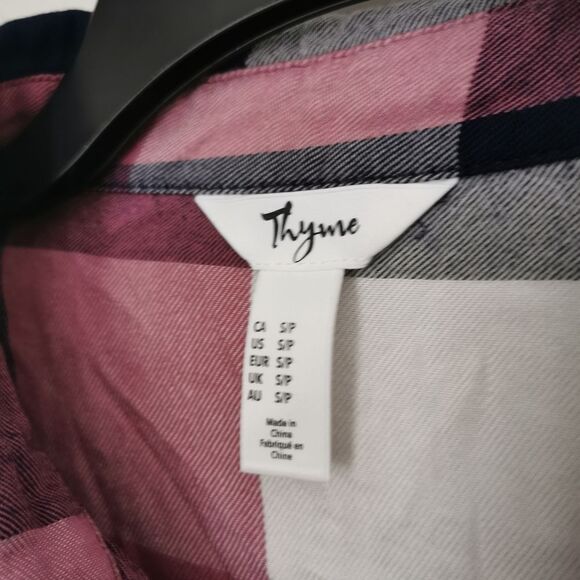 Thyme
CA S/P
US S/P
EUR S/P
UK S/P
AU S/P
Made in
China
Fabriqué en
Chine